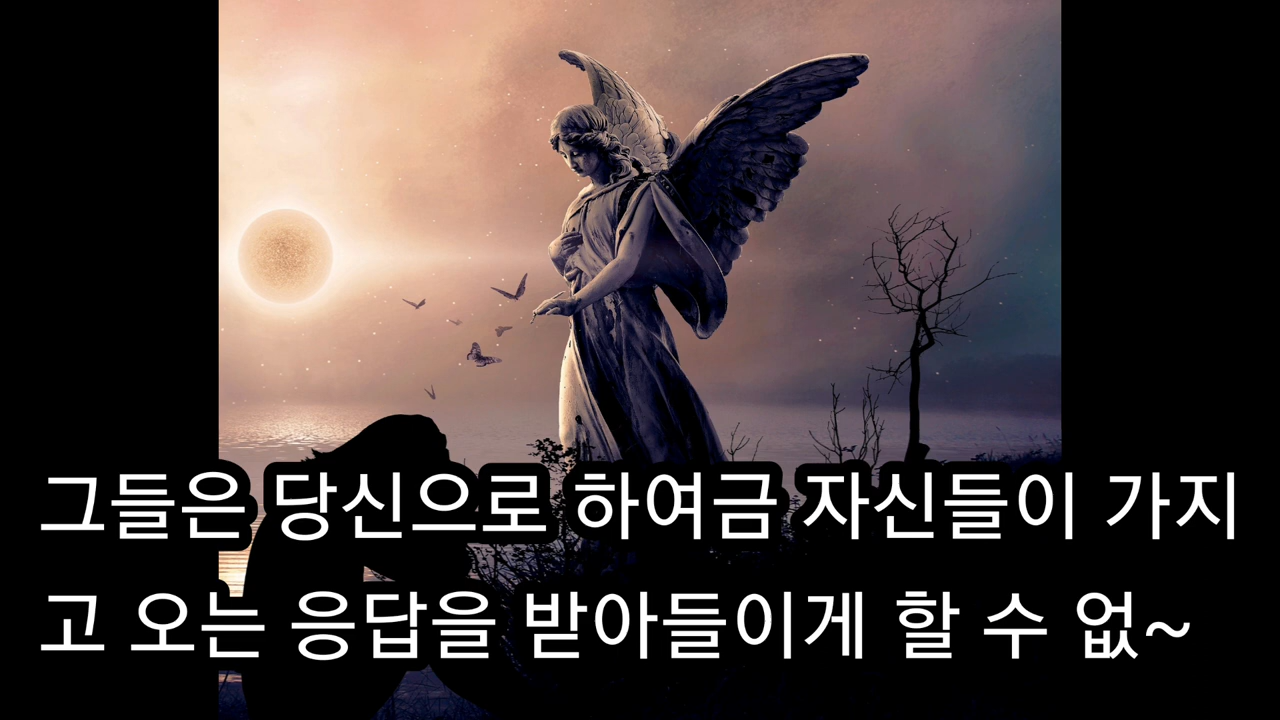 그들은 당신으로 하여금 자신들이 가지
고 오는 응답을 받아들이게 할 수 없~